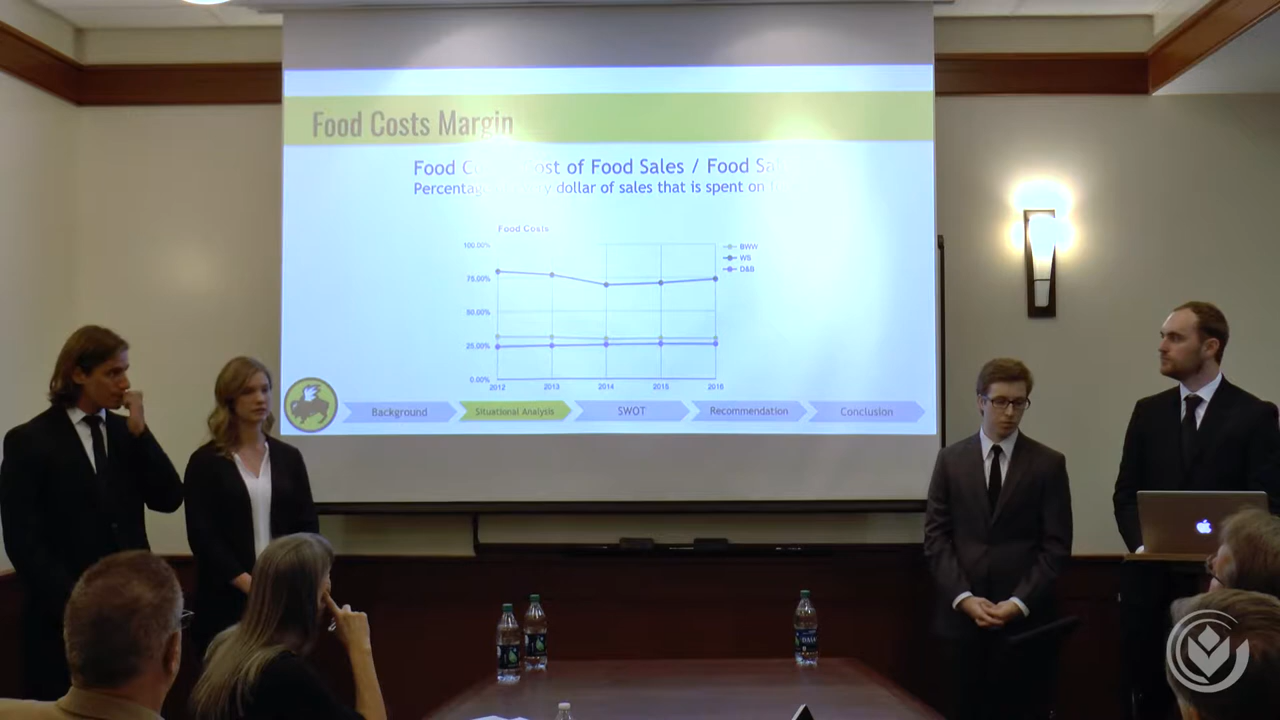 Food Costs Margin
Food Cost of Food Sales / Food
dollar of sales that is spent on
Food Costs
100.00%
75.00%
50.00%
25.00%
0.00%
2012 2013 2014 2015 2016
BWW
WS
D&B
Background Situational Analysis SWOT Recommendation Conclusion